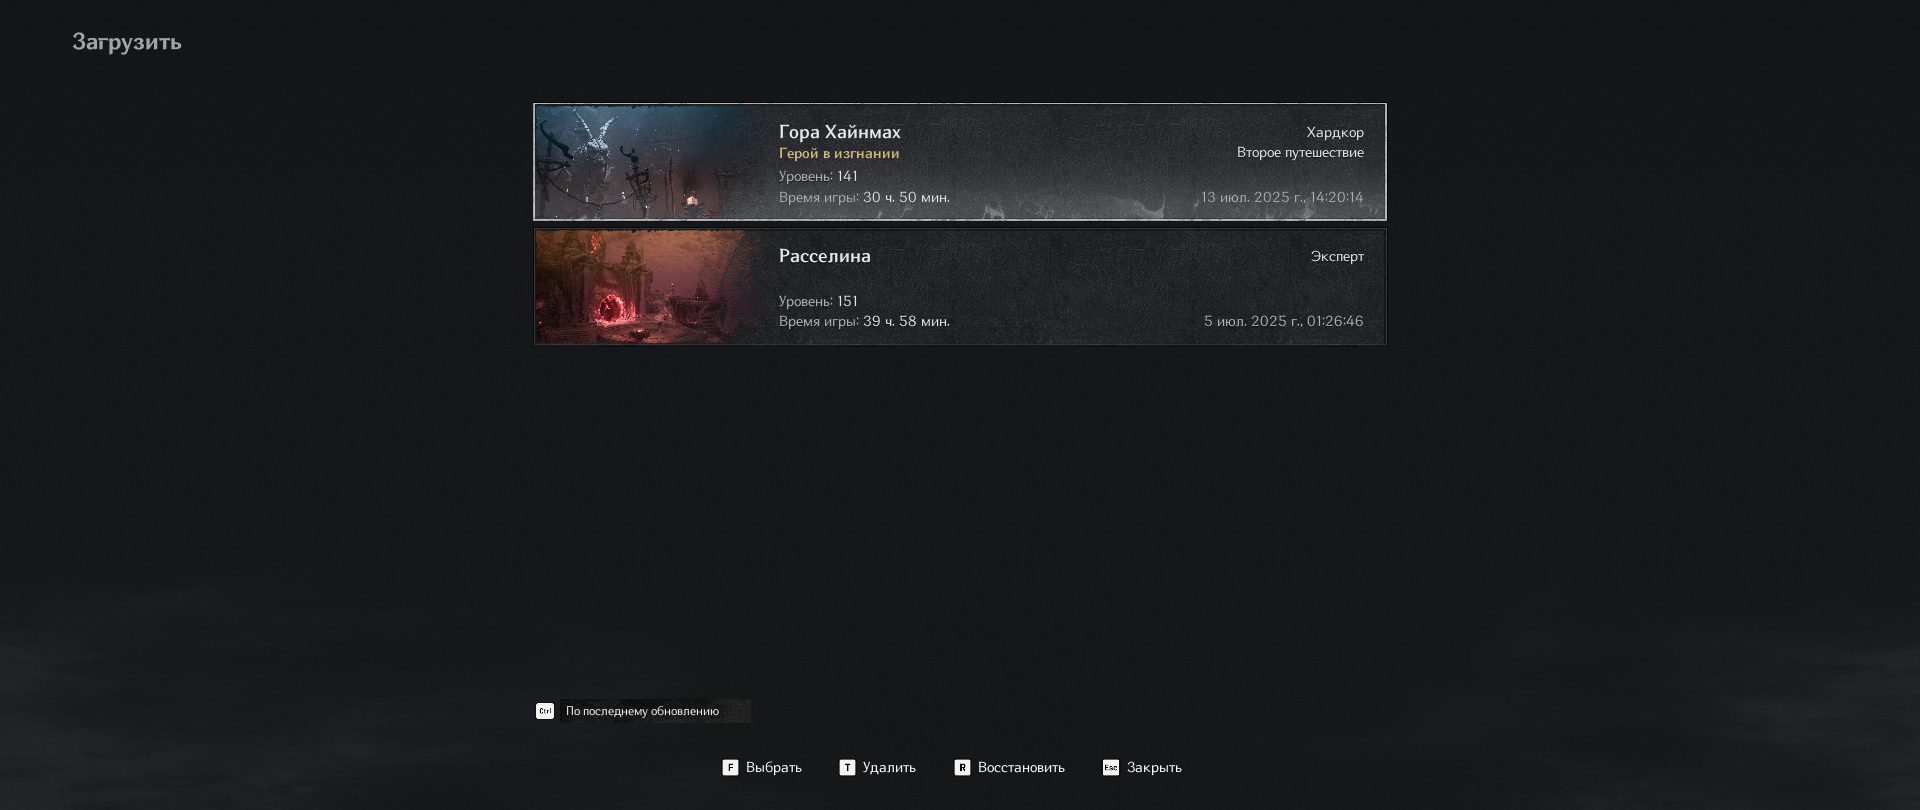 Загрузить
Гора Хайнмах
Хардкор
Герой в изгнании
Второе путешествие
Уровень: 141
Время игры: 30 ч. 50 мин.
13 июл. 2025 г., 14:20:14
Расселина
Эксперт
Уровень: 151
Время игры: 39 ч. 58 мин.
5 июл. 2025 г., 01:26:46
Ctrl По последнему обновлению
F Выбрать T Удалить R Восстановить Esc Закрыть